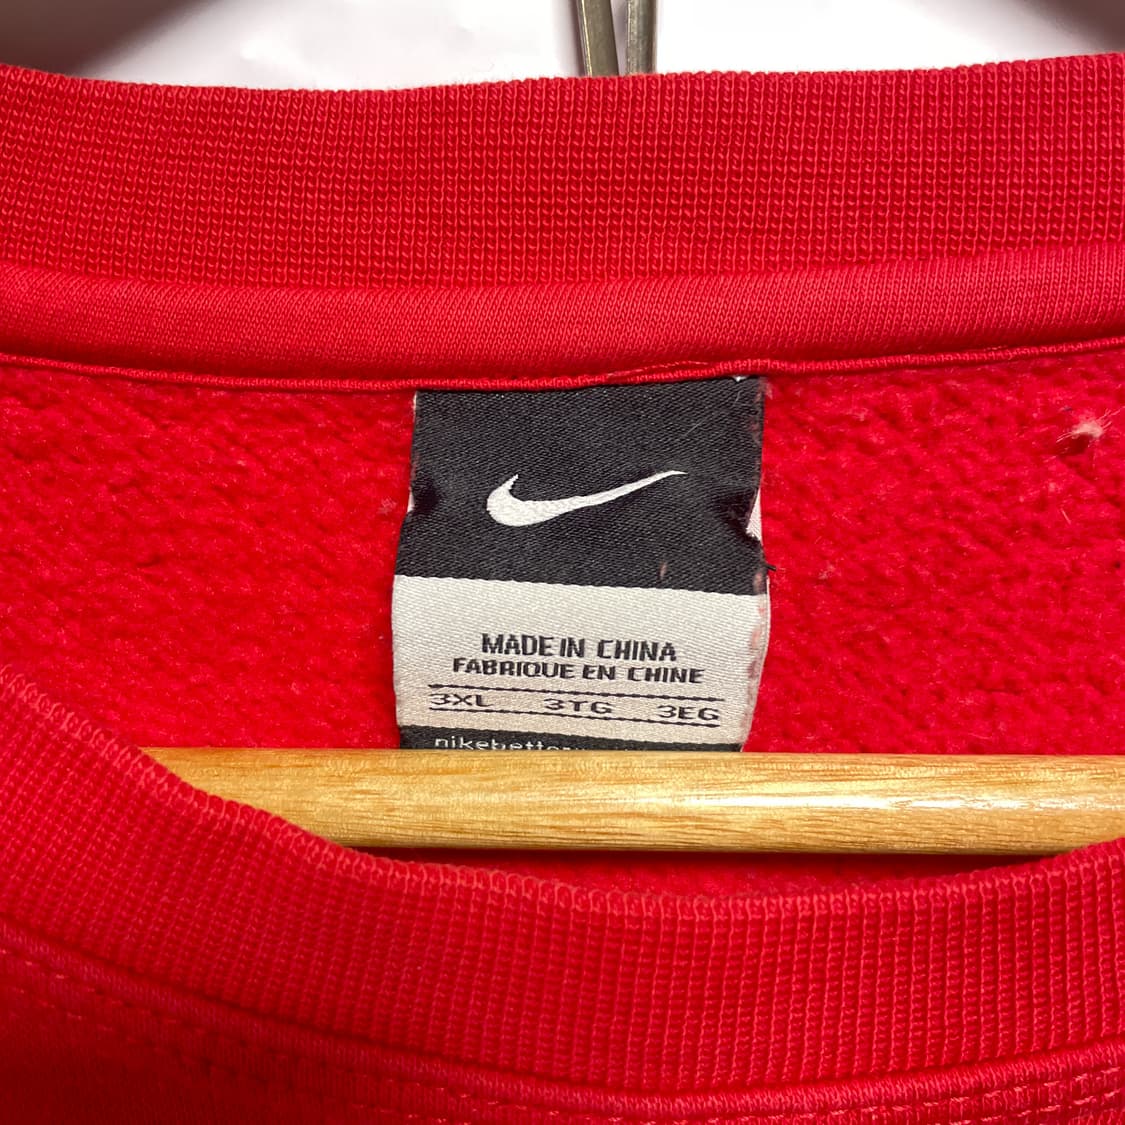 MADE IN CHINA
FABRIQUE EN CHINE
3XL 3TG 3EG